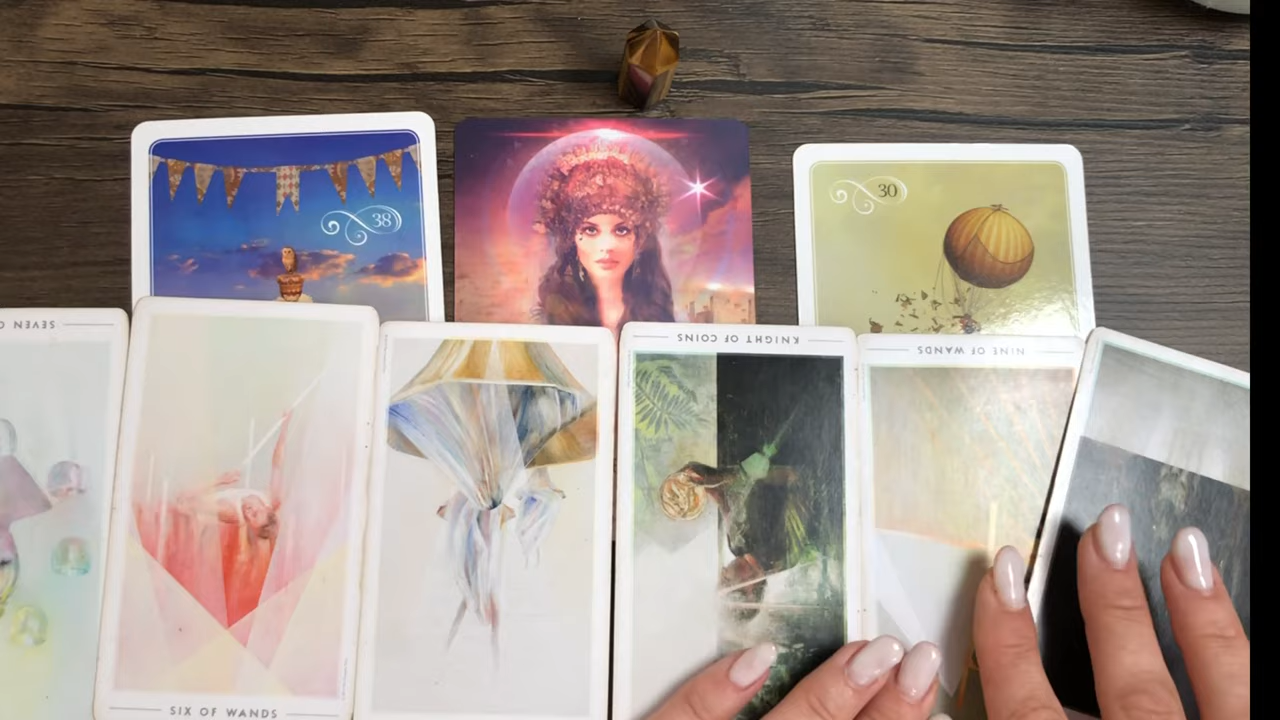 38
30
SEVEN O
KNIGHT OF COINS
NINE OF WANDS
SIX OF WANDS